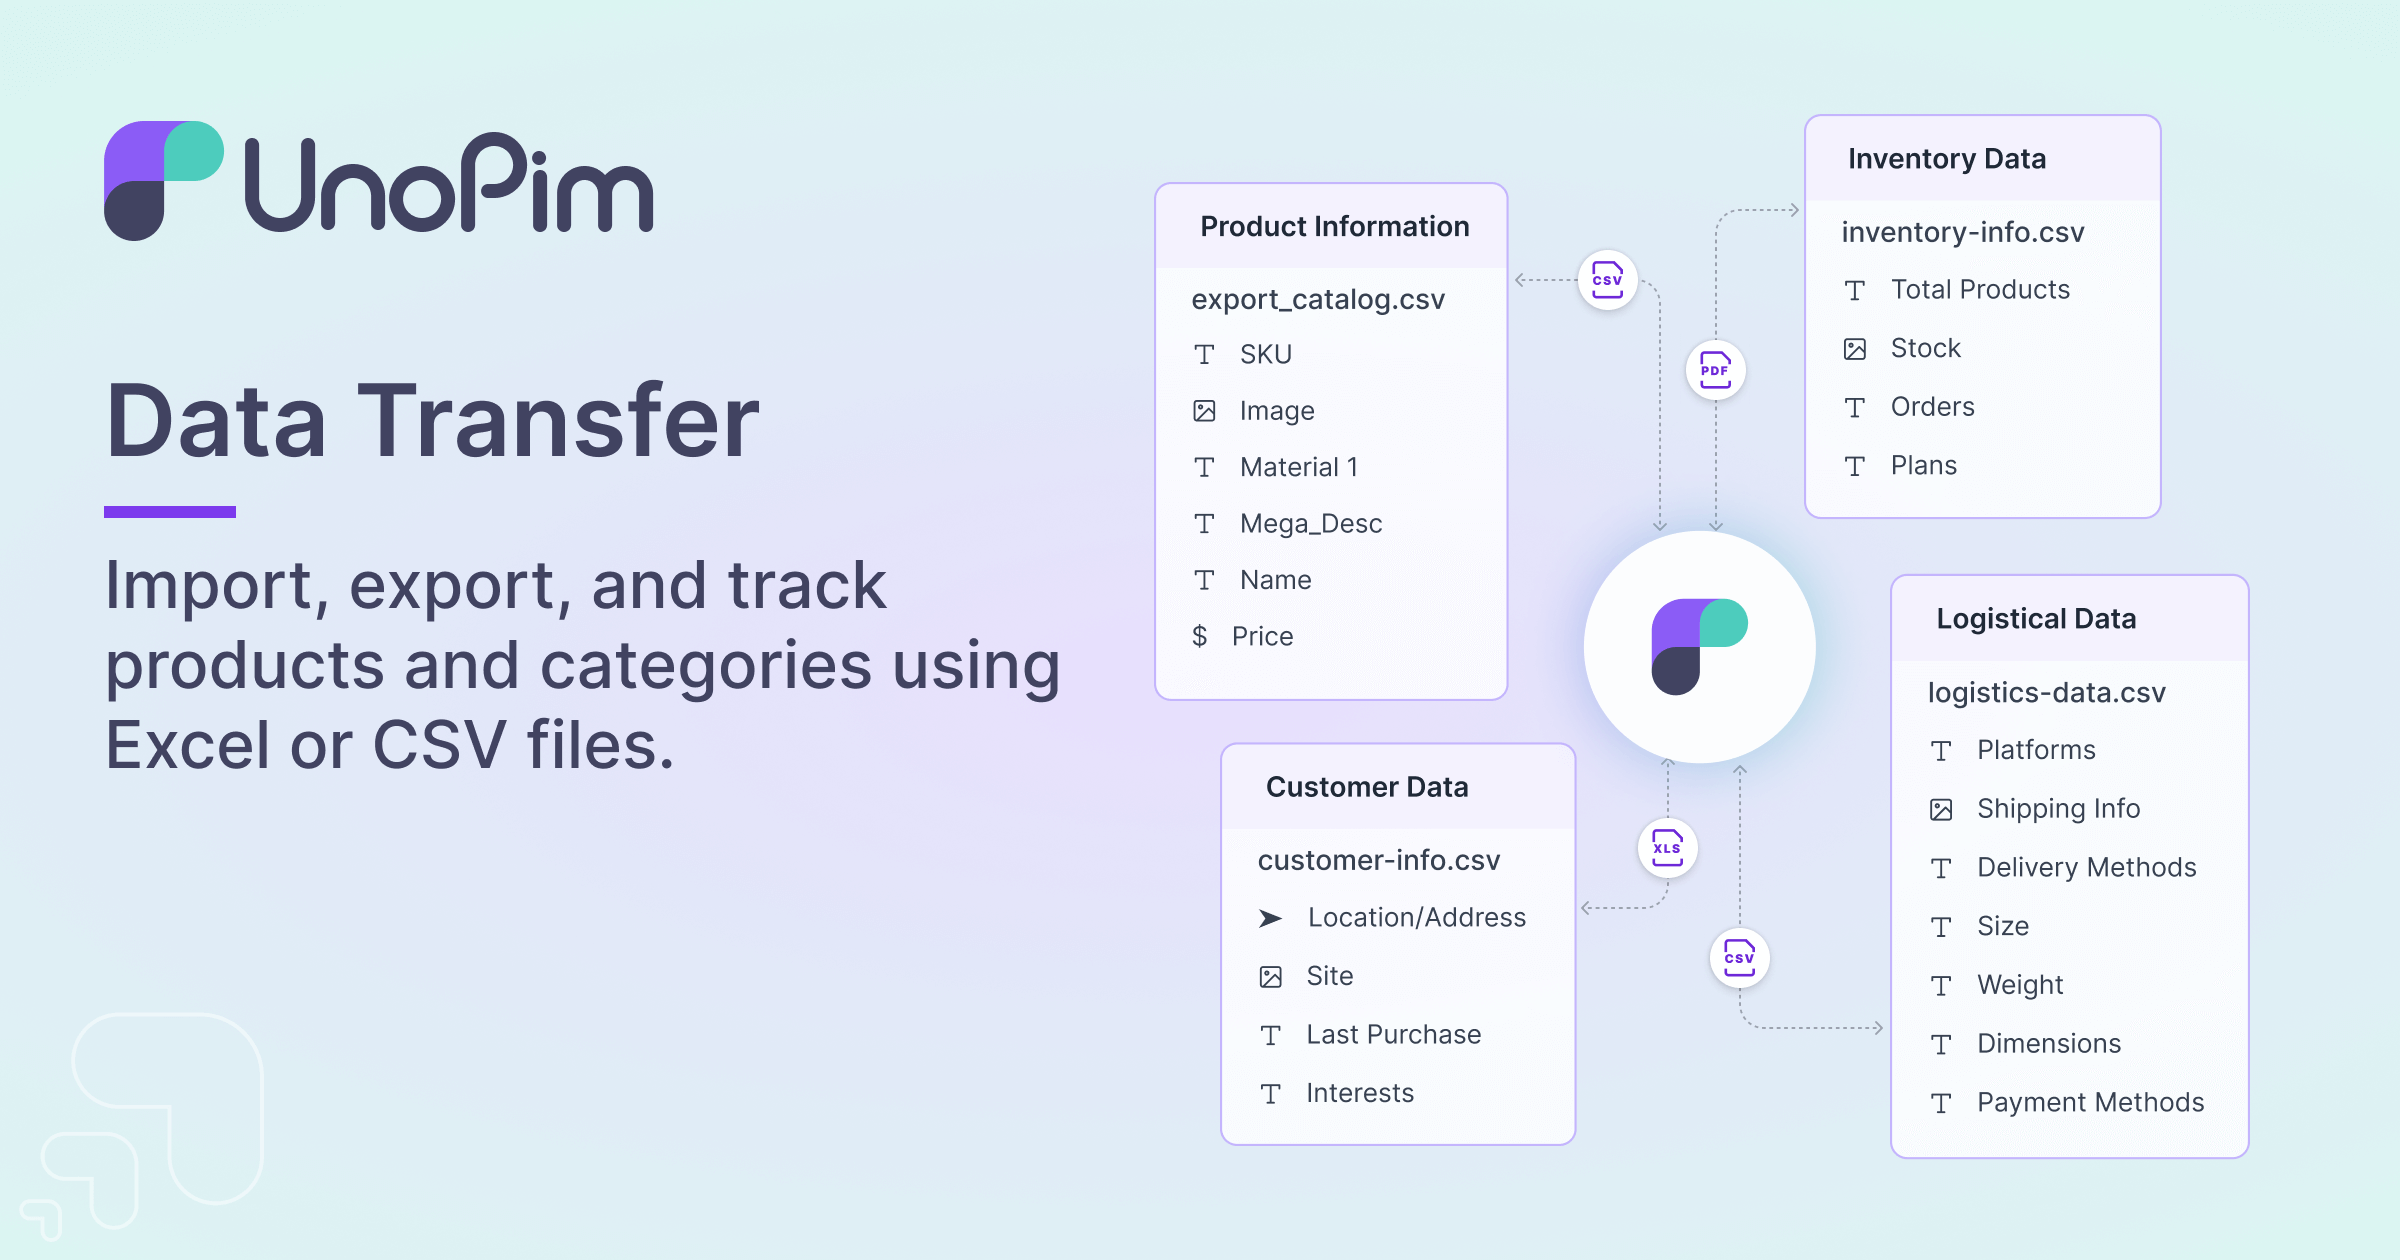 UnoPim
Data Transfer
Import, export, and track
products and categories using
Excel or CSV files.
Product Information
export_catalog.csv
SKU
Image
Material 1
Mega_Desc
Name
$ Price
CSV
PDF
Inventory Data
inventory-info.csv
Total Products
Stock
Orders
Plans
Customer Data
customer-info.csv
Location/Address
Site
Last Purchase
Interests
XLS
CSV
Logistical Data
logistics-data.csv
Platforms
Shipping Info
Delivery Methods
Size
Weight
Dimensions
Payment Methods